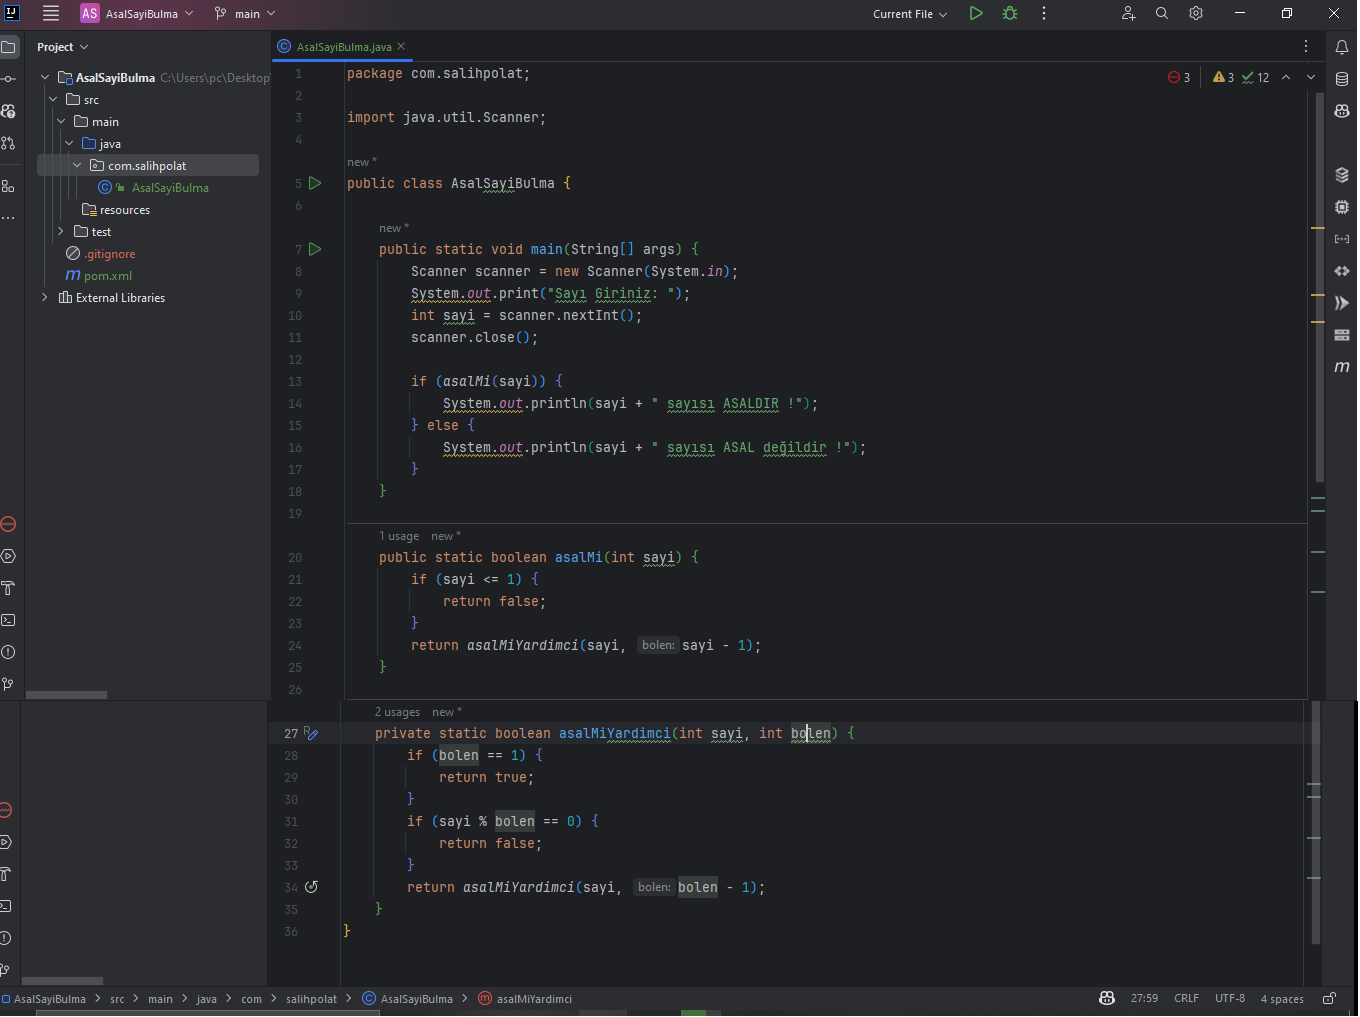 AS AsalSayiBulma main Current File
Project
AsalSayiBulma.java
AsalSayiBulma C:\Users\pc\Desktop
src
main
java
com.salihpolat
AsalSayiBulma
resources
test
.gitignore
m pom.xml
External Libraries
3 3 12
1 package com.salihpolat;
2
3 import java.util.Scanner;
4
new *
5 public class AsalSayiBulma {
6
new *
7 public static void main(String[] args) {
8 Scanner scanner = new Scanner(System.in);
9 System.out.print("Sayı Giriniz: ");
10 int sayi = scanner.nextInt();
11 scanner.close();
12
13 if (asalMi(sayi)) {
14 System.out.println(sayi + " sayısı ASALDIR !");
15 } else {
16 System.out.println(sayi + " sayısı ASAL değildir !");
17 }
18 }
19
1 usage new *
20 public static boolean asalMi(int sayi) {
21 if (sayi <= 1) {
22 return false;
23 }
24 return asalMiYardimci(sayi, bolen: sayi - 1);
25 }
26
2 usages new *
27 private static boolean asalMiYardimci(int sayi, int bolen) {
28 if (bolen == 1) {
29 return true;
30 }
31 if (sayi % bolen == 0) {
32 return false;
33 }
34 return asalMiYardimci(sayi, bolen: bolen - 1);
35 }
36 }
AsalSayiBulma > src > main > java > com > salihpolat > AsalSayiBulma > asalMiYardimci 27:59 CRLF UTF-8 4 spaces